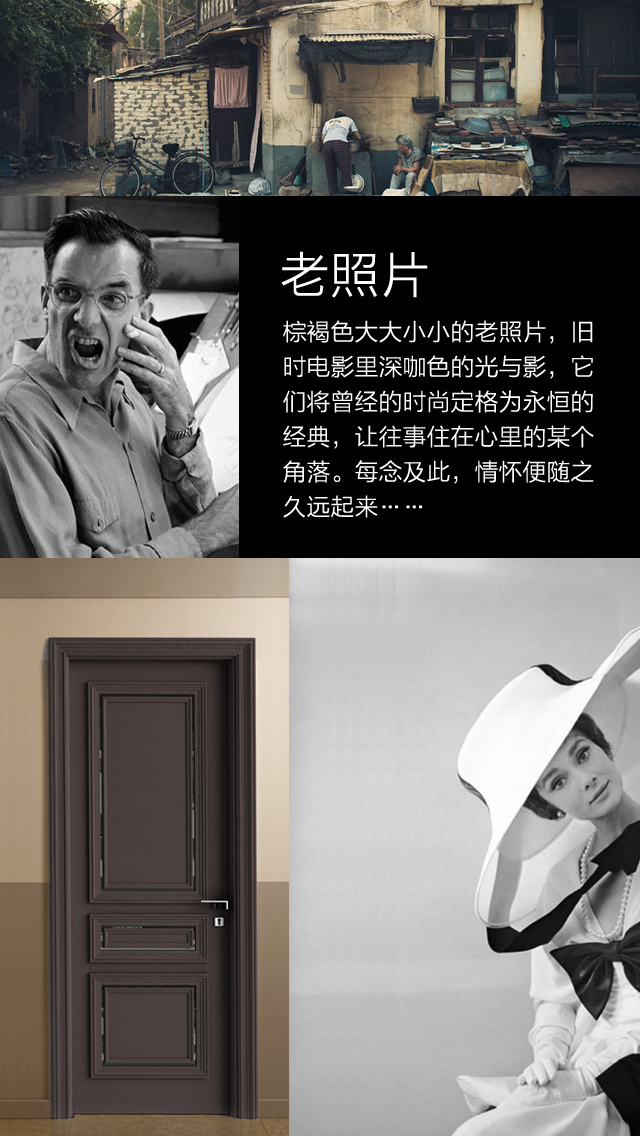 老照片
棕褐色大大小小的老照片，旧
时电影里深咖色的光与影，它
们将曾经的时尚定格为永恒的
经典，让往事住在心里的某个
角落。每念及此，情怀便随之
久远起来⋯ ⋯